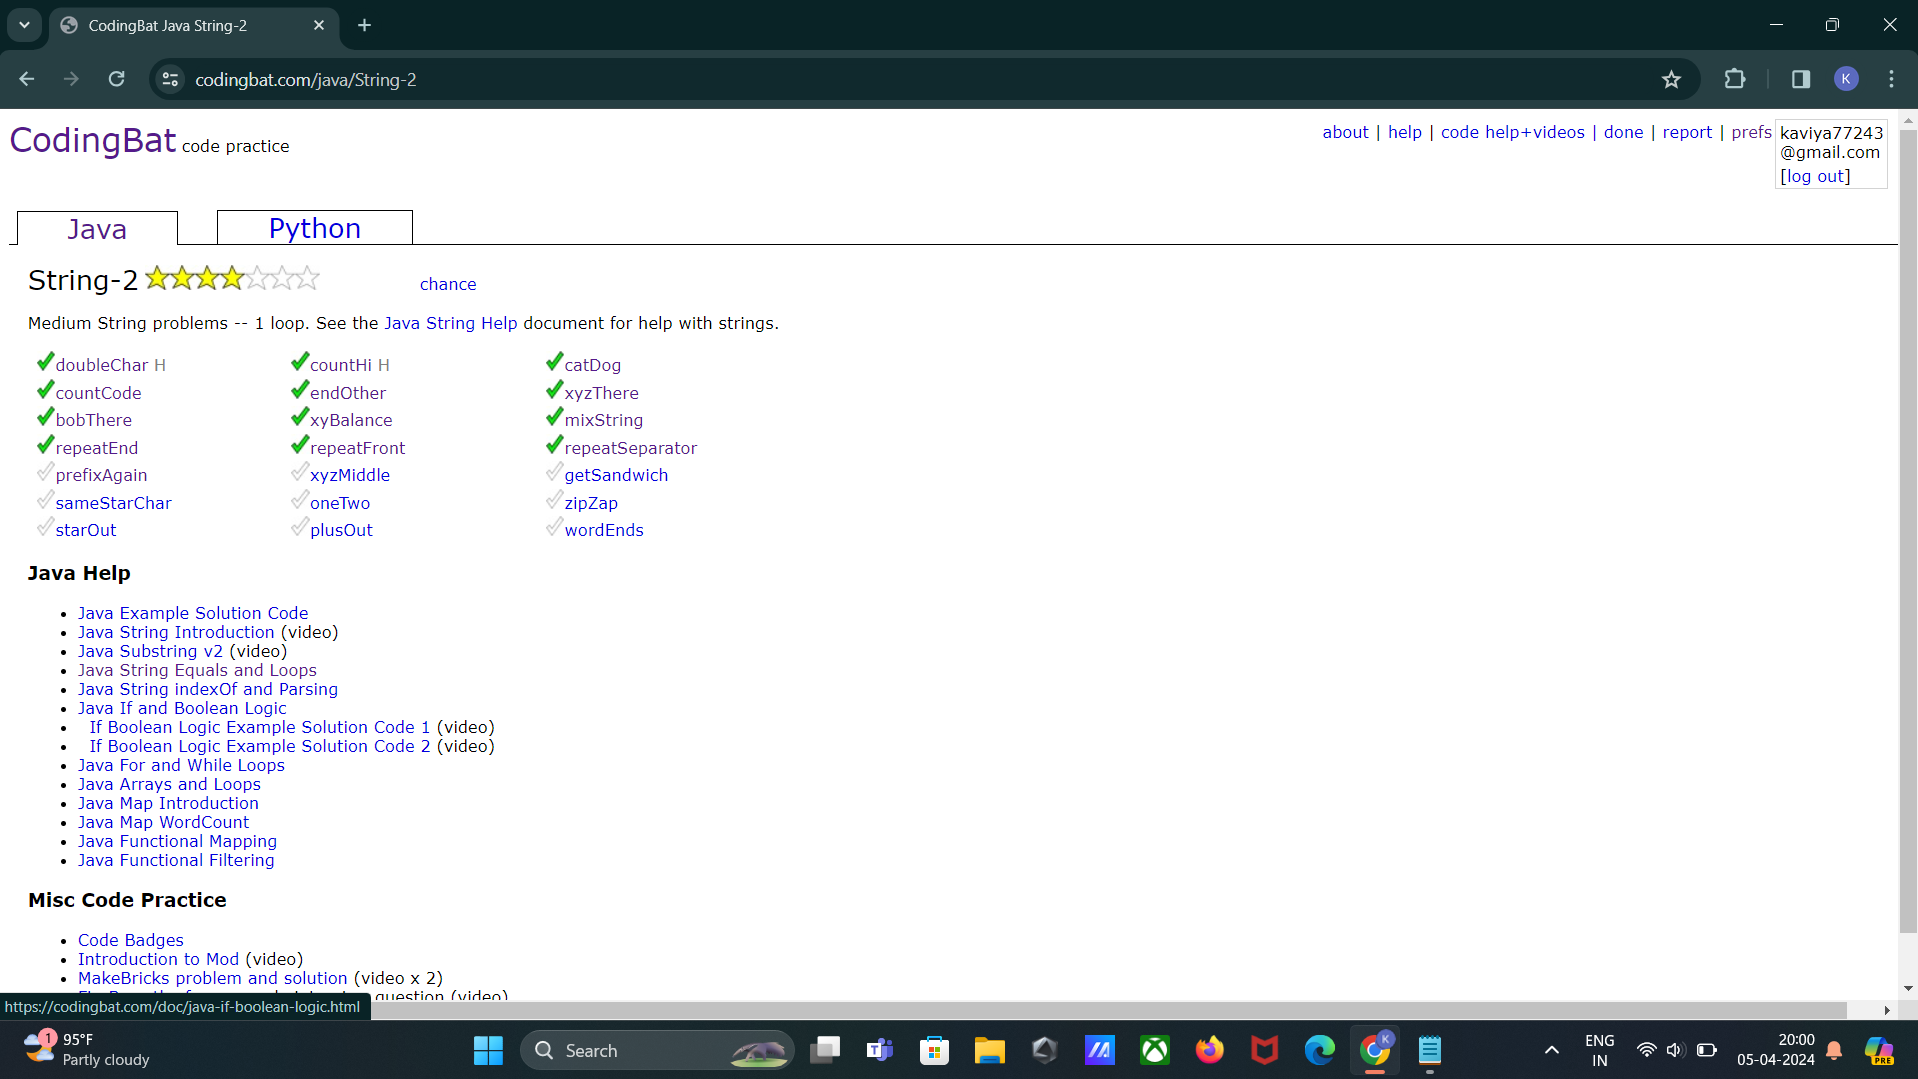 CodingBat Java String-2
codingbat.com/java/String-2
K
CodingBat code practice
about | help | code help+videos | done | report | prefs
kaviya77243
@gmail.com
[log out]
Java
Python
String-2
chance
Medium String problems -- 1 loop. See the Java String Help document for help with strings.
doubleChar H countHi H catDog
countCode endOther xyzThere
bobThere xyBalance mixString
repeatEnd repeatFront repeatSeparator
prefixAgain xyzMiddle getSandwich
sameStarChar oneTwo zipZap
starOut plusOut wordEnds
Java Help
Java Example Solution Code
Java String Introduction (video)
Java Substring v2 (video)
Java String Equals and Loops
Java String indexOf and Parsing
Java If and Boolean Logic
If Boolean Logic Example Solution Code 1 (video)
If Boolean Logic Example Solution Code 2 (video)
Java For and While Loops
Java Arrays and Loops
Java Map Introduction
Java Map WordCount
Java Functional Mapping
Java Functional Filtering
Misc Code Practice
Code Badges
Introduction to Mod (video)
MakeBricks problem and solution (video x 2)
question (video)
https://codingbat.com/doc/java-if-boolean-logic.html
1
95°F
Partly cloudy
Search
K
ENG
IN
20:00
05-04-2024
PRE